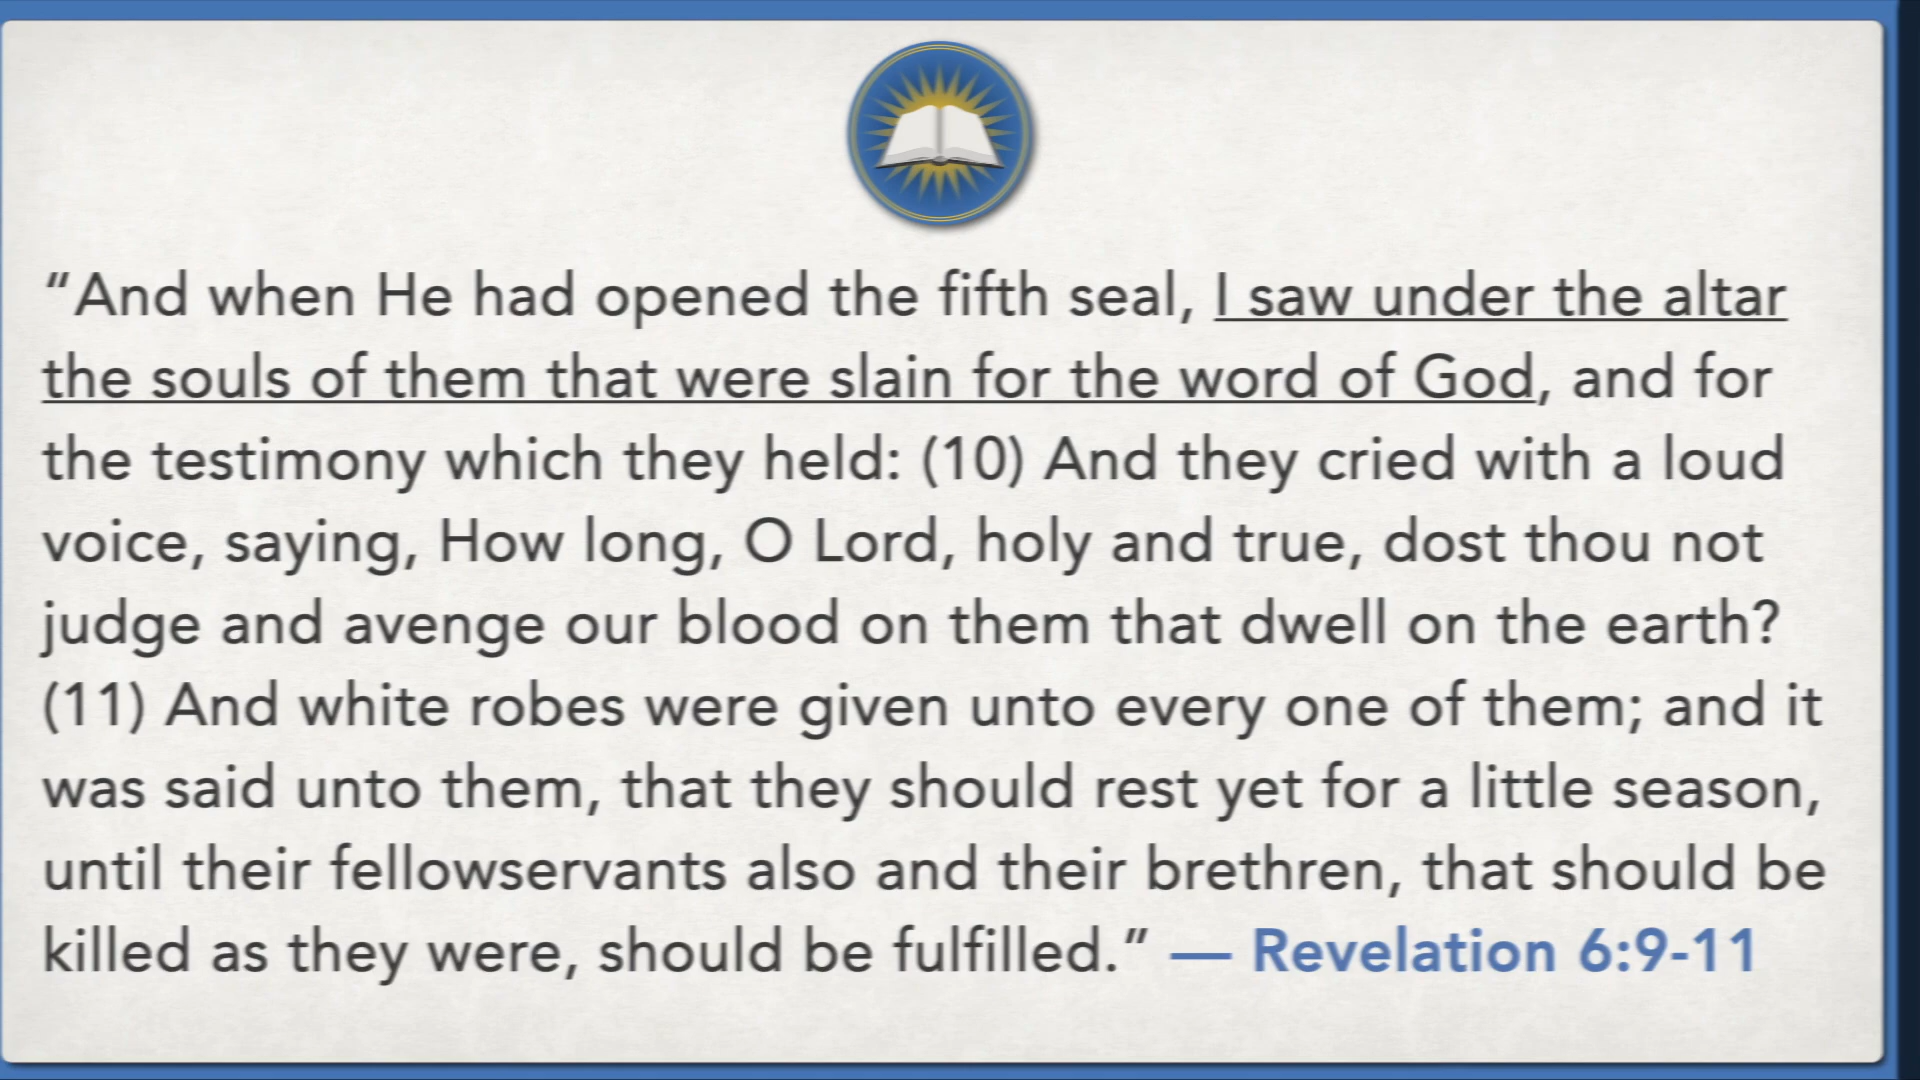 “And when He had opened the fifth seal, I saw under the altar
the souls of them that were slain for the word of God, and for
the testimony which they held: (10) And they cried with a loud
voice, saying, How long, O Lord, holy and true, dost thou not
judge and avenge our blood on them that dwell on the earth?
(11) And white robes were given unto every one of them; and it
was said unto them, that they should rest yet for a little season,
until their fellowservants also and their brethren, that should be
killed as they were, should be fulfilled.” — Revelation 6:9-11